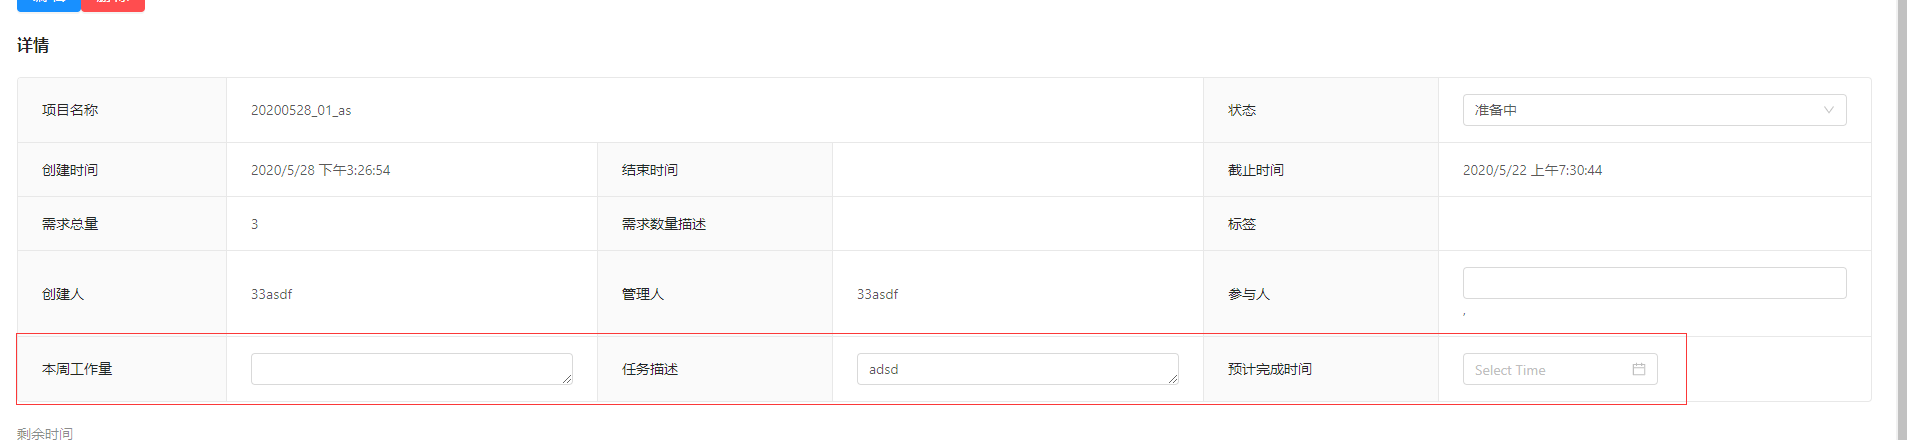 详情
项目名称 20200528_01_as 状态 准备中
创建时间 2020/5/28 下午3:26:54 结束时间 截止时间 2020/5/22 上午7:30:44
需求总量 3 需求数量描述 标签
创建人 33asdf 管理人 33asdf 参与人
,
本周工作量 任务描述 adsd 预计完成时间 Select Time
剩余时间